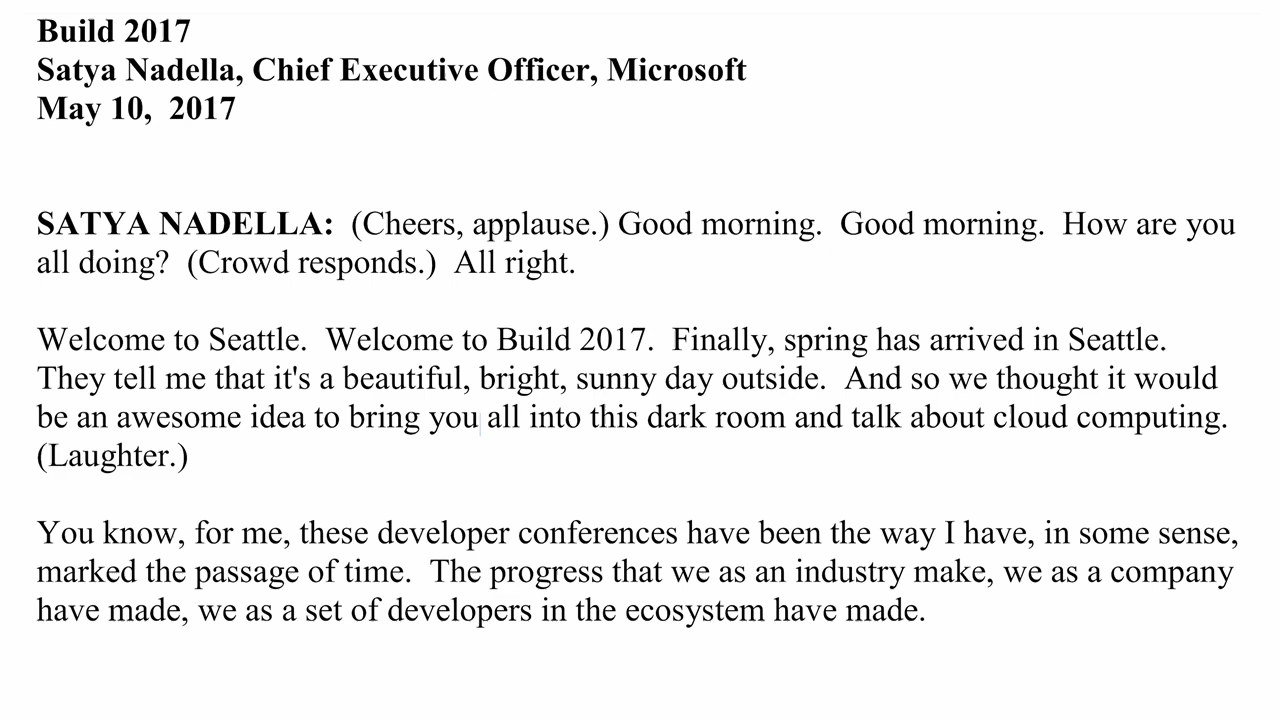 Build 2017
Satya Nadella, Chief Executive Officer, Microsoft
May 10,  2017
SATYA NADELLA:  (Cheers, applause.) Good morning.  Good morning.  How are you
all doing?  (Crowd responds.)  All right.
Welcome to Seattle.  Welcome to Build 2017.  Finally, spring has arrived in Seattle.
They tell me that it's a beautiful, bright, sunny day outside.  And so we thought it would
be an awesome idea to bring you all into this dark room and talk about cloud computing.
(Laughter.)
You know, for me, these developer conferences have been the way I have, in some sense,
marked the passage of time.  The progress that we as an industry make, we as a company
have made, we as a set of developers in the ecosystem have made.